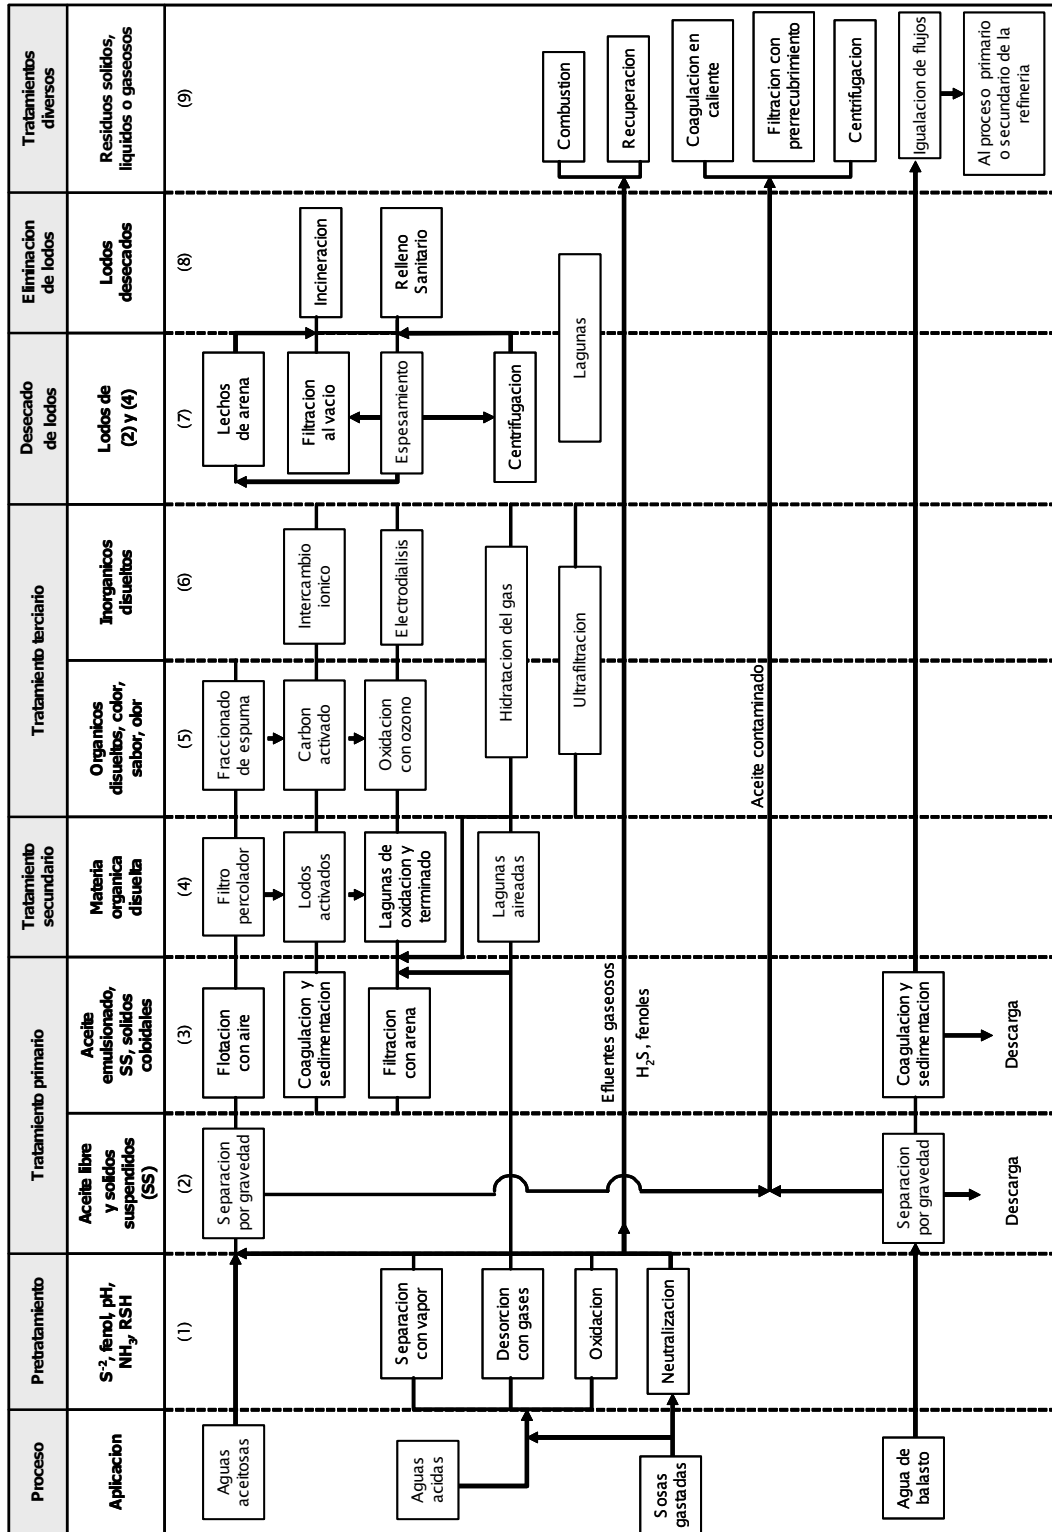 Proceso
Pretratamiento
Tratamiento primario
Tratamiento
secundario
Tratamiento terciario
Desecado
de lodos
Eliminacion
de lodos
Tratamientos
diversos
Aplicacion
S-2, fenol, pH,
NH3, RSH
Aceite libre
y solidos
suspendidos
(SS)
Aceite
emulsionado,
SS, solidos
coloidales
Materia
organica
disuelta
Organicos
disueltos, color,
sabor, olor
Inorganicos
disueltos
Lodos de
(2) y (4)
Lodos
desecados
Residuos solidos,
liquidos o gaseosos
(1)
(2)
(3)
(4)
(5)
(6)
(7)
(8)
(9)
Aguas
aceitosas
Separacion
por gravedad
Flotacion
con aire
Filtro
percolador
Fraccionado
de espuma
Lechos
de arena
Coagulacion y
sedimentacion
Lodos
activados
Carbon
activado
Intercambio
ionico
Filtracion
al vacio
Incineracion
Aguas
acidas
Separacion
con vapor
Filtracion
con arena
Lagunas de
oxidacion y
terminado
Oxidacion
con ozono
Electrodialisis
Espesamiento
Relleno
Sanitario
Desorcion
con gases
Lagunas
aireadas
Hidratacion del gas
Centrifugacion
Oxidacion
Ultrafiltracion
Lagunas
Combustion
Sosas
gastadas
Neutralizacion
Efluentes gaseosos
H2S, fenoles
Recuperacion
Coagulacion en
caliente
Aceite contaminado
Filtracion con
prerrecubrimiento
Centrifugacion
Agua de
balasto
Separacion
por gravedad
Coagulacion y
sedimentacion
Igualacion de flujos
Descarga
Descarga
Al proceso primario
o secundario de la
refineria